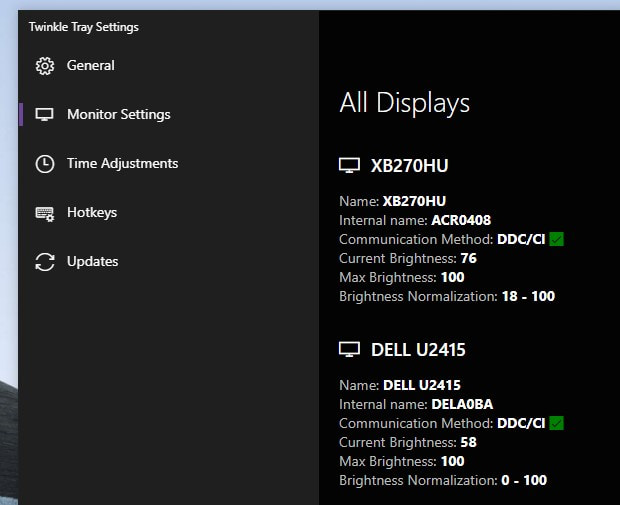 Twinkle Tray Settings
General
Monitor Settings
Time Adjustments
Hotkeys
Updates
All Displays
XB270HU
Name: XB270HU
Internal name: ACR0408
Communication Method: DDC/CI
Current Brightness: 76
Max Brightness: 100
Brightness Normalization: 18 - 100
DELL U2415
Name: DELL U2415
Internal name: DELA0BA
Communication Method: DDC/CI
Current Brightness: 58
Max Brightness: 100
Brightness Normalization: 0 - 100